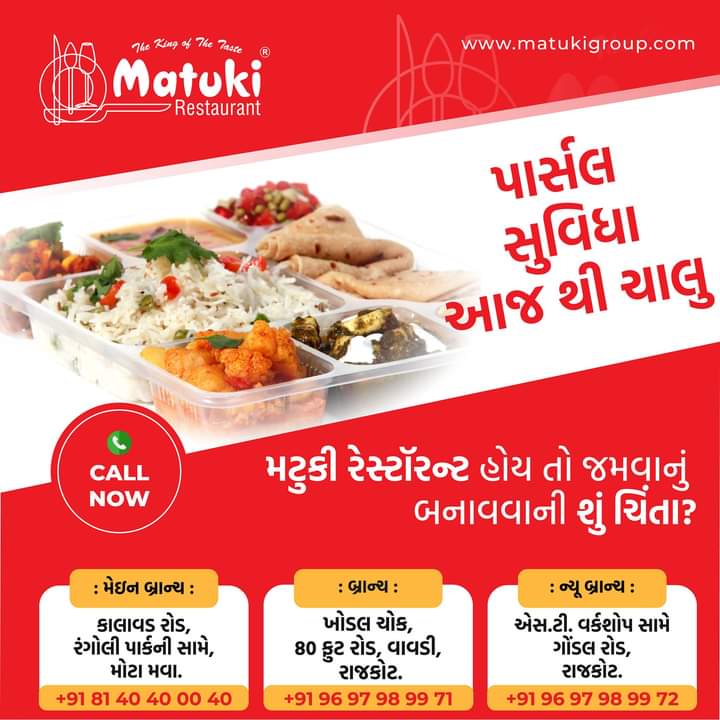 The King of The Taste
Matuki ®
Restaurant
www.matukigroup.com
પાર્સલ
સુવિધા
આજ થી ચાલુ
CALL
NOW
મટુકી રેસ્ટૉરન્ટ હોય તો જમવાનું
બનાવવાની શું ચિંતા?
: મેઇન બ્રાન્ચ :
કાલાવડ રોડ,
રંગોલી પાર્કની સામે,
મોટા મવા.
+91 81 40 40 00 40
: બ્રાન્ચ :
ખોડલ ચોક,
80 ફુટ રોડ, વાવડી,
રાજકોટ.
+91 96 97 98 99 71
: ન્યૂ બ્રાન્ચ :
એસ.ટી. વર્કશોપ સામે
ગોંડલ રોડ,
રાજકોટ.
+91 96 97 98 99 72